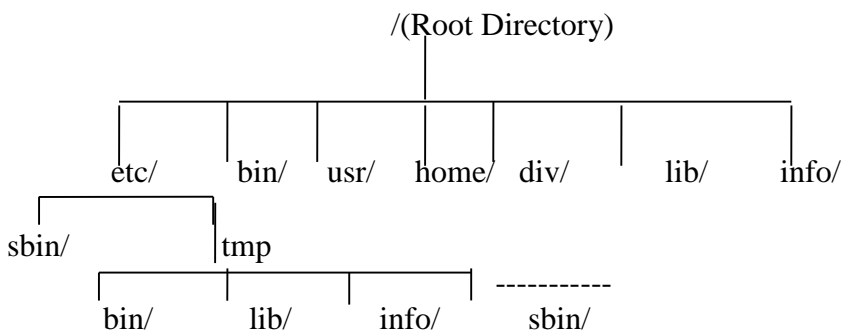 /(Root Directory)
etc/ bin/ usr/ home/ div/ lib/ info/
sbin/ tmp
bin/ lib/ info/ sbin/